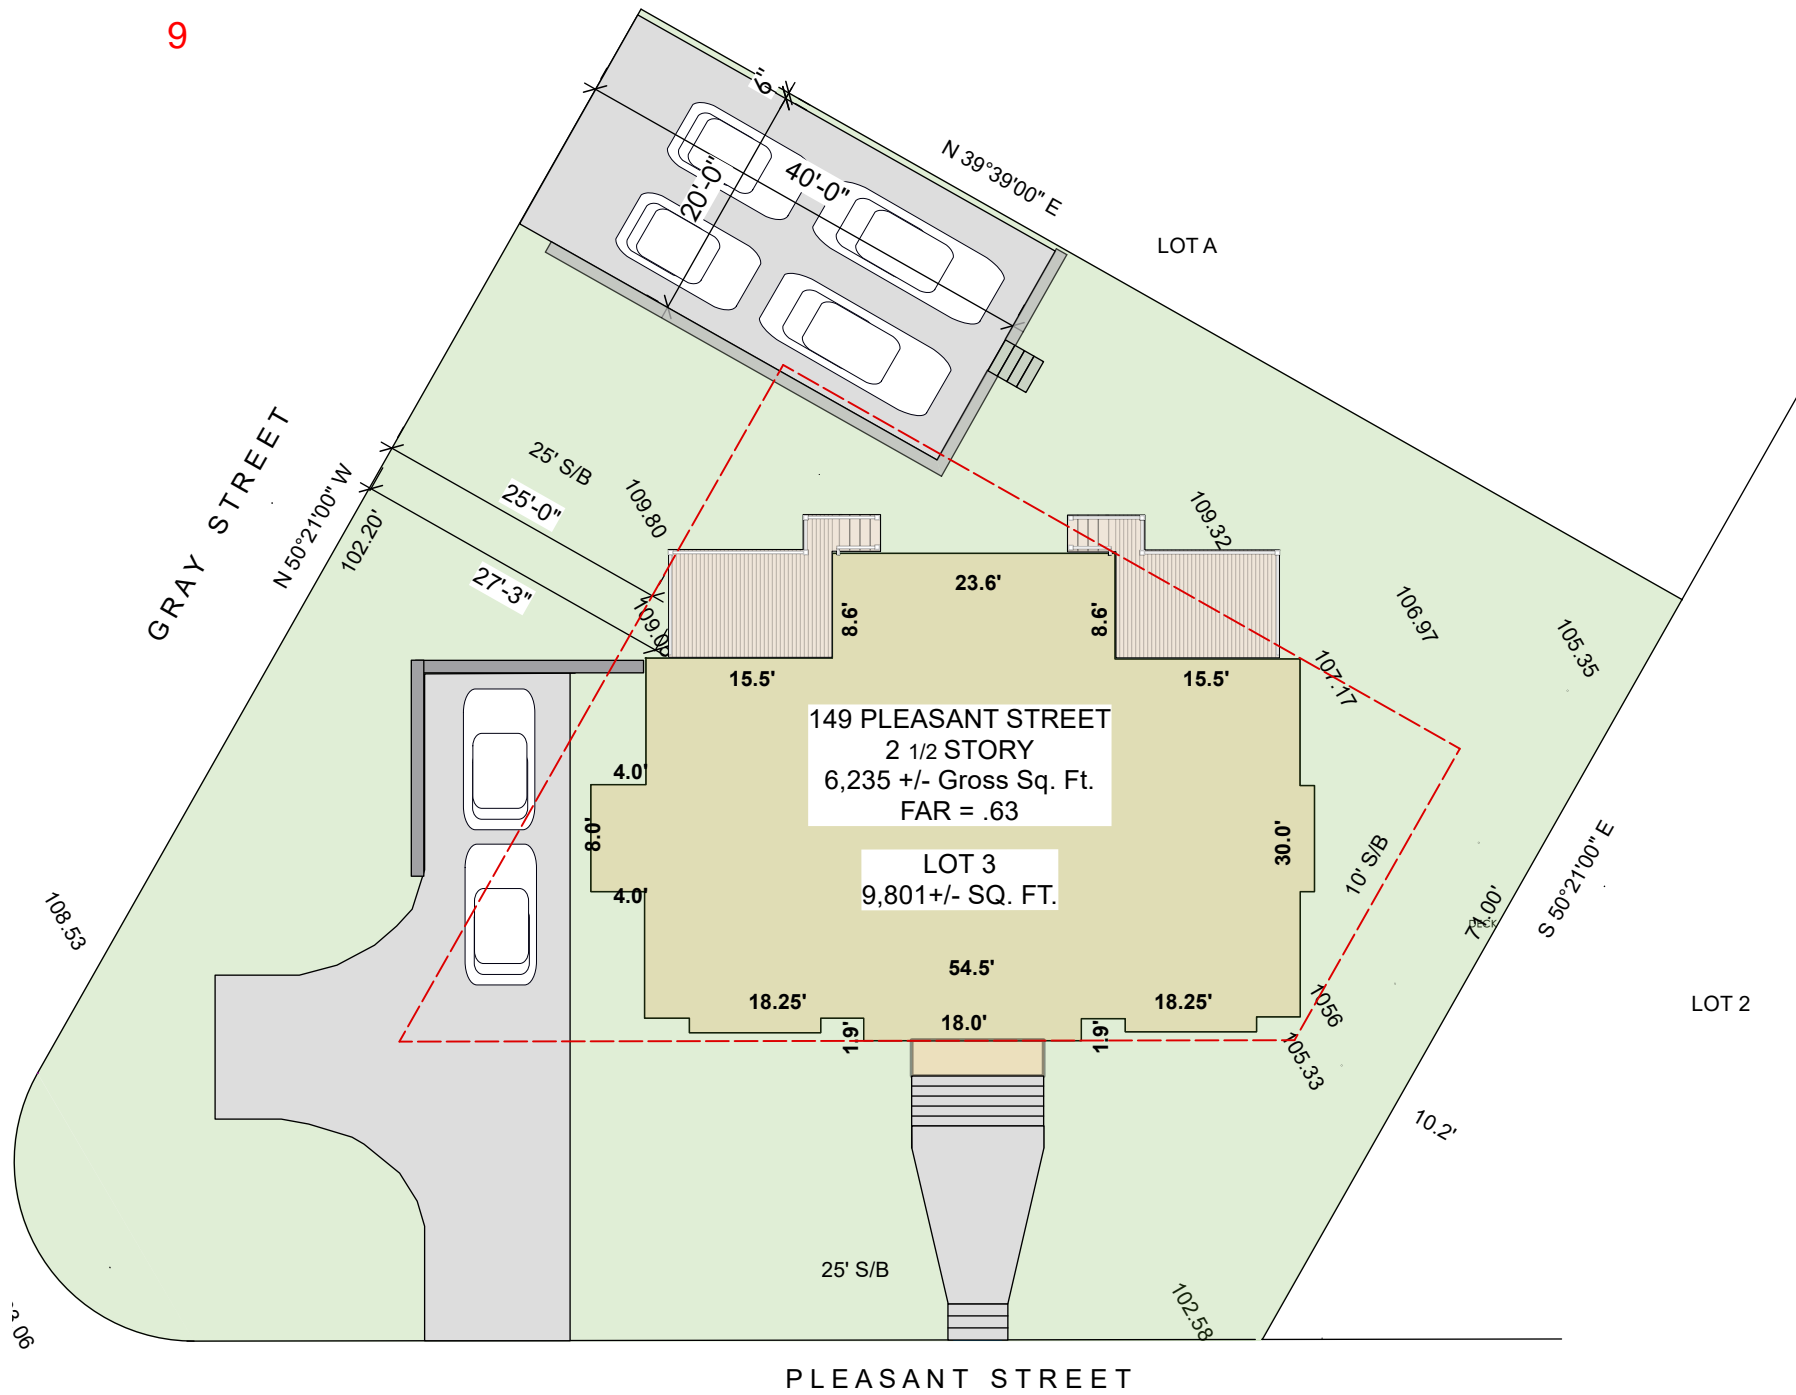 9
6"
20'-0"
40'-0"
N 39°39'00" E
LOT A
GRAY STREET
N 50°21'00" W
102.20'
25' S/B
25'-0"
27'-3"
109.80
109.32
106.97
105.35
107.17
23.6'
8.6'
8.6'
15.5'
15.5'
149 PLEASANT STREET
2 1/2 STORY
6,235 +/- Gross Sq. Ft.
FAR = .63
LOT 3
9,801+/- SQ. FT.
4.0'
8.0'
4.0'
30.0'
10' S/B
S 50°21'00" E
DECK
108.53
54.5'
18.25'
18.0'
18.25'
1.9'
1.9'
1056
105.33
LOT 2
10.2'
25' S/B
102.58
PLEASANT STREET